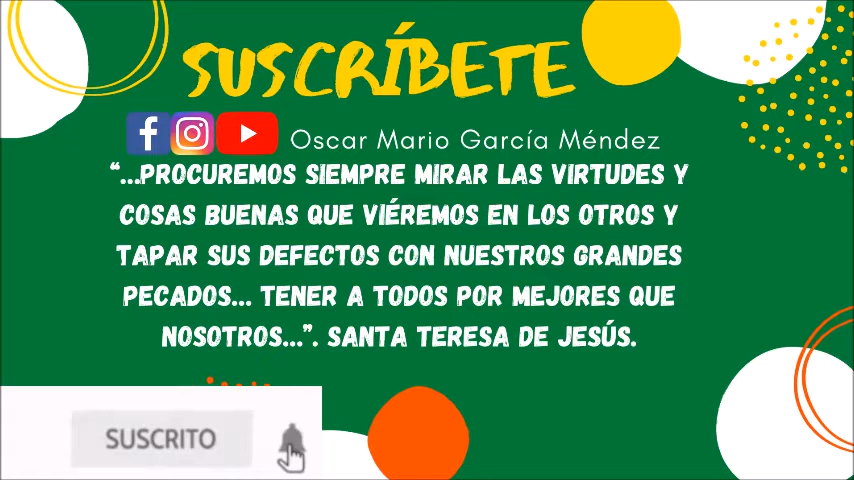 SUSCRÍBETE
Oscar Mario García Méndez
“...PROCUREMOS SIEMPRE MIRAR LAS VIRTUDES Y
COSAS BUENAS QUE VIÉREMOS EN LOS OTROS Y
TAPAR SUS DEFECTOS CON NUESTROS GRANDES
PECADOS... TENER A TODOS POR MEJORES QUE
NOSOTROS...”. SANTA TERESA DE JESÚS.
SUSCRITO